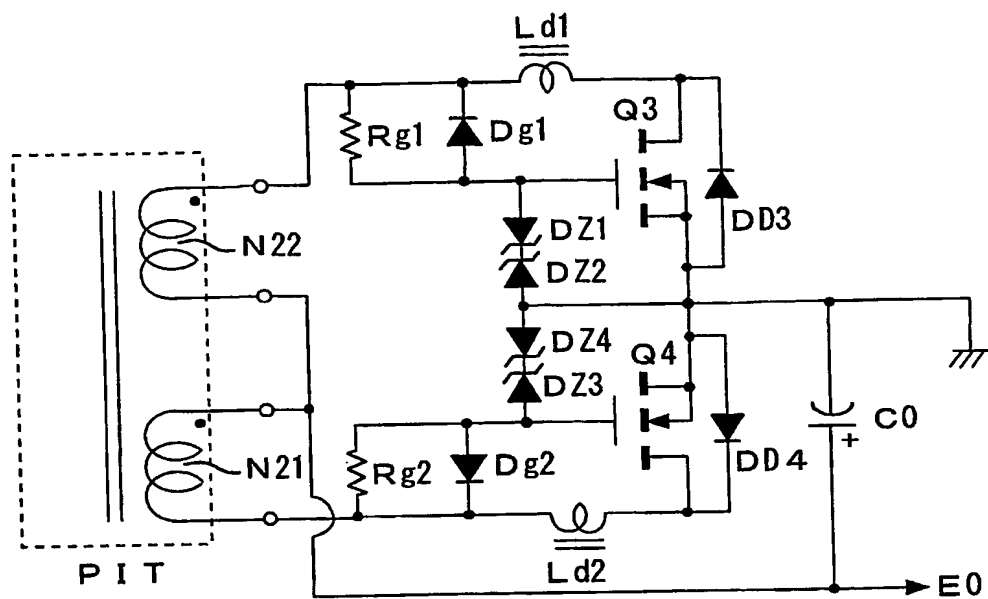 Ld1
Q3
Rg1
Dg1
DD3
N22
DZ1
DZ2
DZ4
Q4
DZ3
C0
+
N21
Rg2
Dg2
DD4
Ld2
PIT
E0